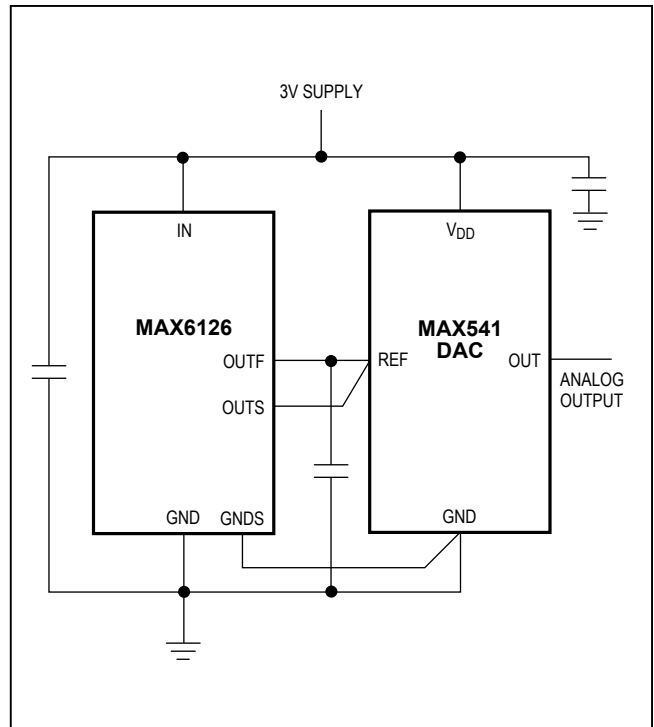 3V SUPPLY
IN
VDD
MAX6126
MAX541
DAC
OUTF
REF
OUT
OUTS
ANALOG
OUTPUT
GND
GNDS
GND